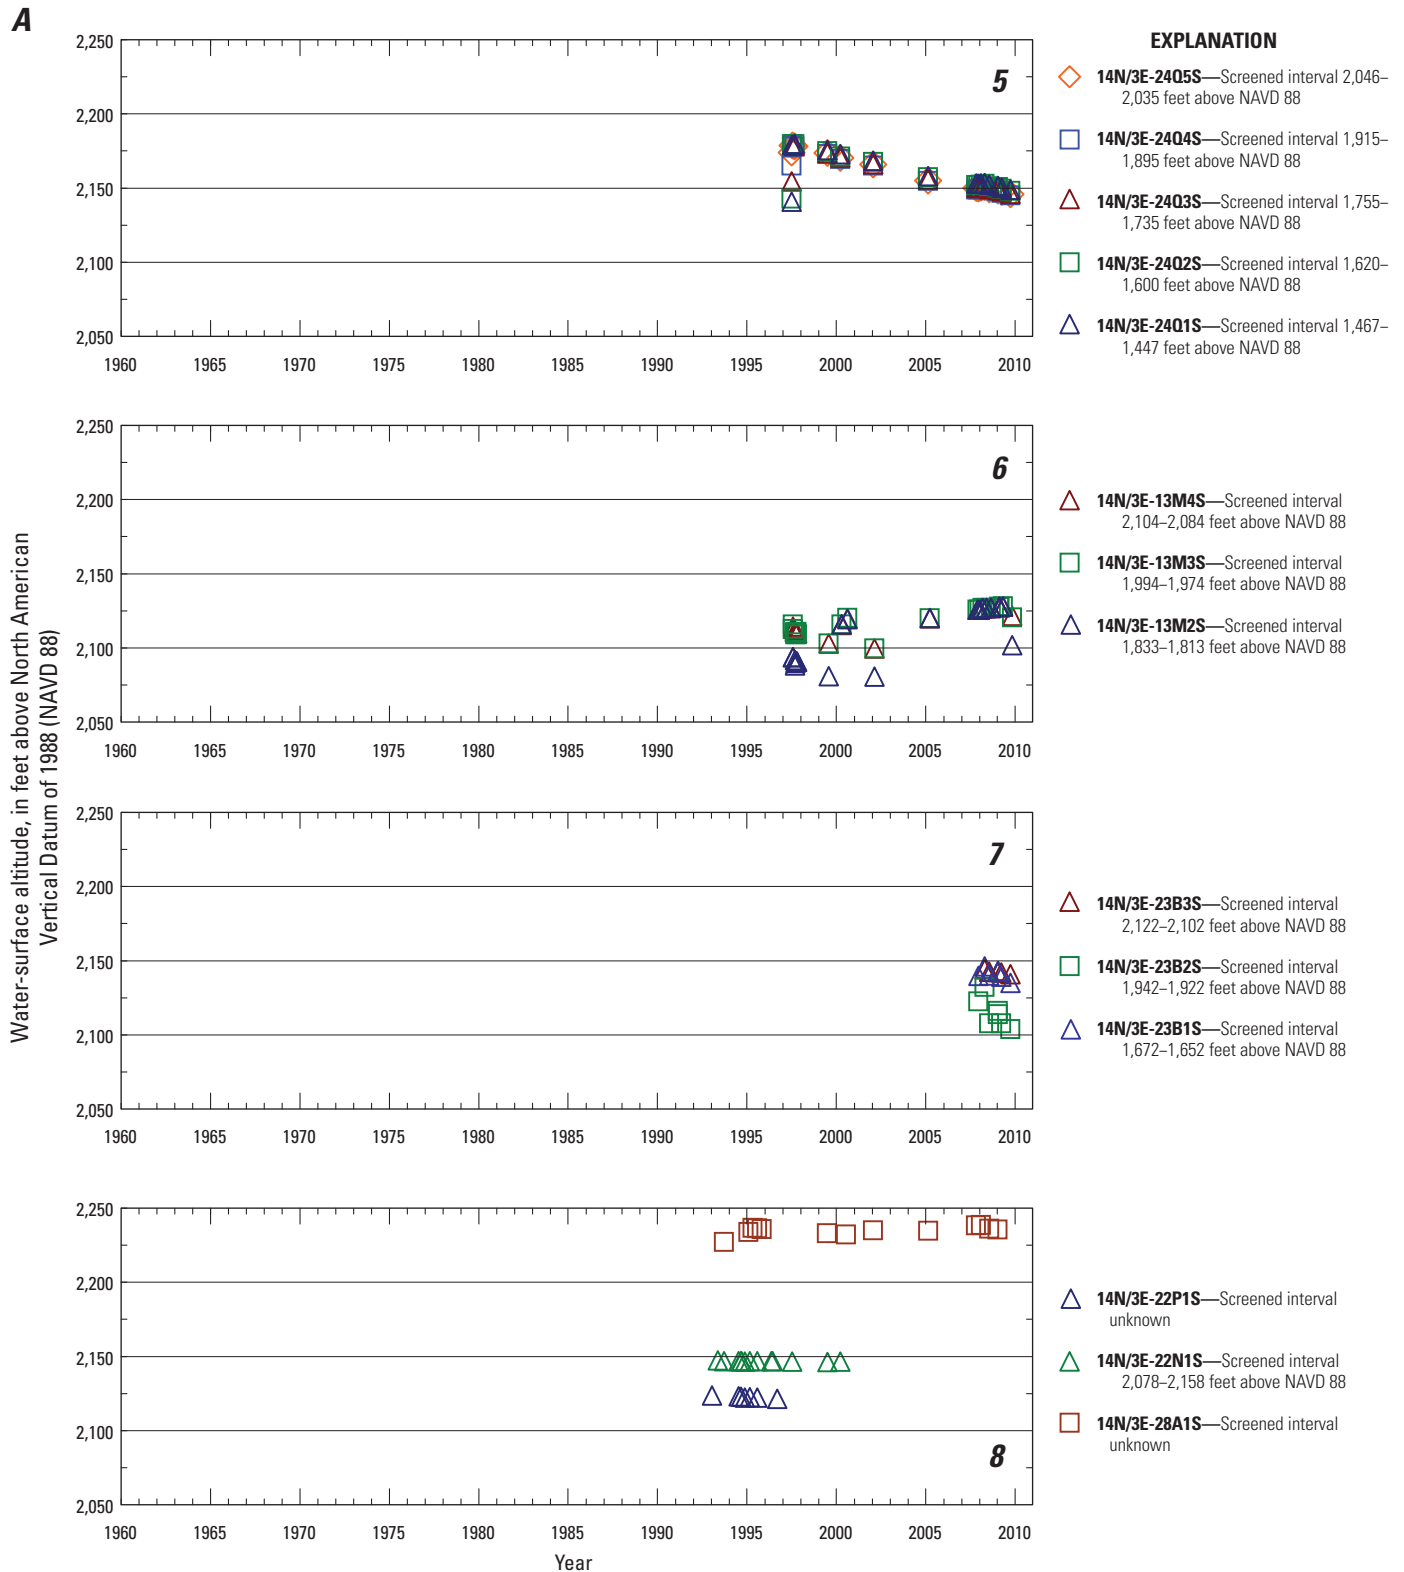 A
EXPLANATION
2,250
2,200
2,150
2,100
2,050
5
1960 1965 1970 1975 1980 1985 1990 1995 2000 2005 2010
14N/3E-24Q5S—Screened interval 2,046–
2,035 feet above NAVD 88
14N/3E-24Q4S—Screened interval 1,915–
1,895 feet above NAVD 88
14N/3E-24Q3S—Screened interval 1,755–
1,735 feet above NAVD 88
14N/3E-24Q2S—Screened interval 1,620–
1,600 feet above NAVD 88
14N/3E-24Q1S—Screened interval 1,467–
1,447 feet above NAVD 88
Water-surface altitude, in feet above North American
Vertical Datum of 1988 (NAVD 88)
2,250
2,200
2,150
2,100
2,050
6
1960 1965 1970 1975 1980 1985 1990 1995 2000 2005 2010
14N/3E-13M4S—Screened interval
2,104–2,084 feet above NAVD 88
14N/3E-13M3S—Screened interval
1,994–1,974 feet above NAVD 88
14N/3E-13M2S—Screened interval
1,833–1,813 feet above NAVD 88
2,250
2,200
2,150
2,100
2,050
7
1960 1965 1970 1975 1980 1985 1990 1995 2000 2005 2010
14N/3E-23B3S—Screened interval
2,122–2,102 feet above NAVD 88
14N/3E-23B2S—Screened interval
1,942–1,922 feet above NAVD 88
14N/3E-23B1S—Screened interval
1,672–1,652 feet above NAVD 88
2,250
2,200
2,150
2,100
2,050
8
1960 1965 1970 1975 1980 1985 1990 1995 2000 2005 2010
Year
14N/3E-22P1S—Screened interval
unknown
14N/3E-22N1S—Screened interval
2,078–2,158 feet above NAVD 88
14N/3E-28A1S—Screened interval
unknown